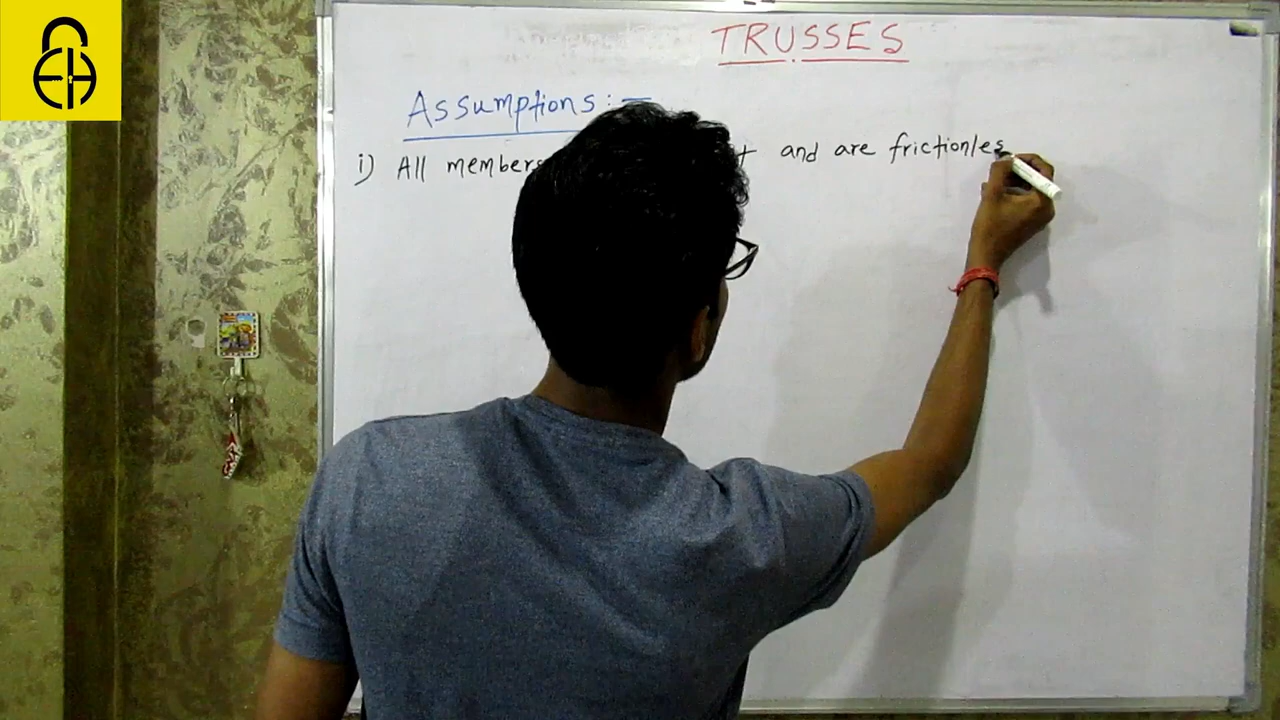 TRUSSES
Assumptions:-
i) All members and are frictionles